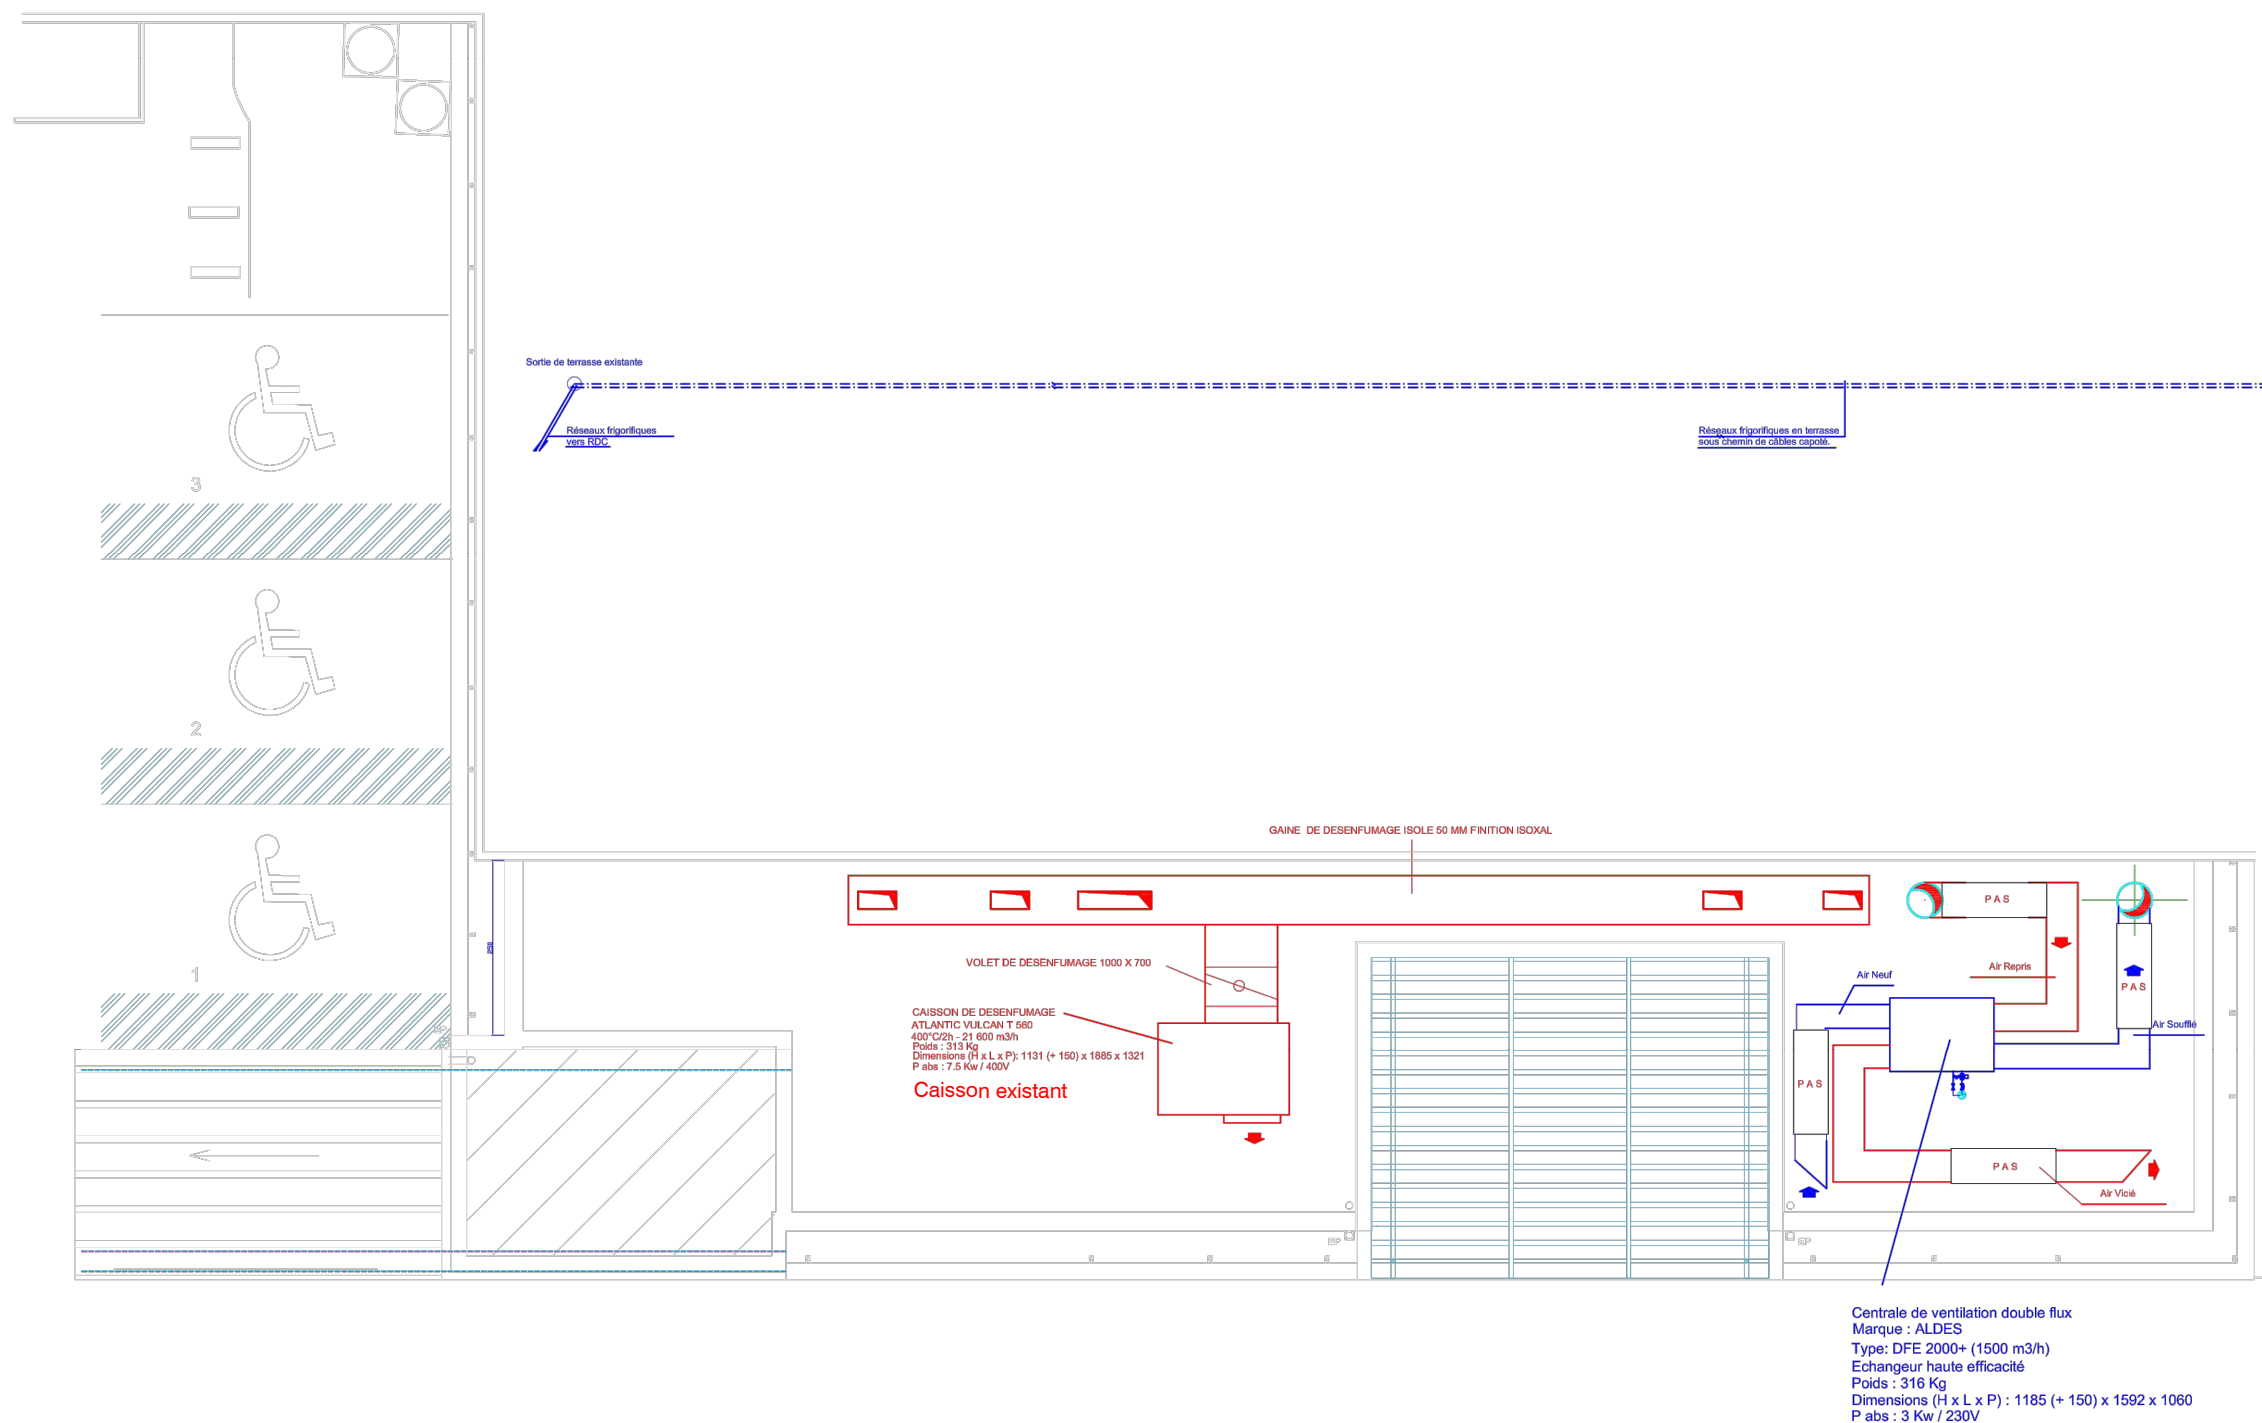 Sortie de terrasse existante
Réseaux frigorifiques
vers RDC
Réseaux frigorifiques en terrasse
sous chemin de câbles capoté.
3
2
1
250
GAINE DE DESENFUMAGE ISOLE 50 MM FINITION ISOXAL
VOLET DE DESENFUMAGE 1000 X 700
CAISSON DE DESENFUMAGE
ATLANTIC VULCAN T 560
400°C/2h - 21 600 m3/h
Poids : 313 Kg
Dimensions (H x L x P): 1131 (+ 150) x 1885 x 1321
P abs : 7.5 Kw / 400V
Caisson existant
PAS
Air Repris
Air Neuf
PAS
Air Soufflé
PAS
PAS
Air Vicié
EP
EP
EP
Centrale de ventilation double flux
Marque : ALDES
Type: DFE 2000+ (1500 m3/h)
Echangeur haute efficacité
Poids : 316 Kg
Dimensions (H x L x P) : 1185 (+ 150) x 1592 x 1060
P abs : 3 Kw / 230V